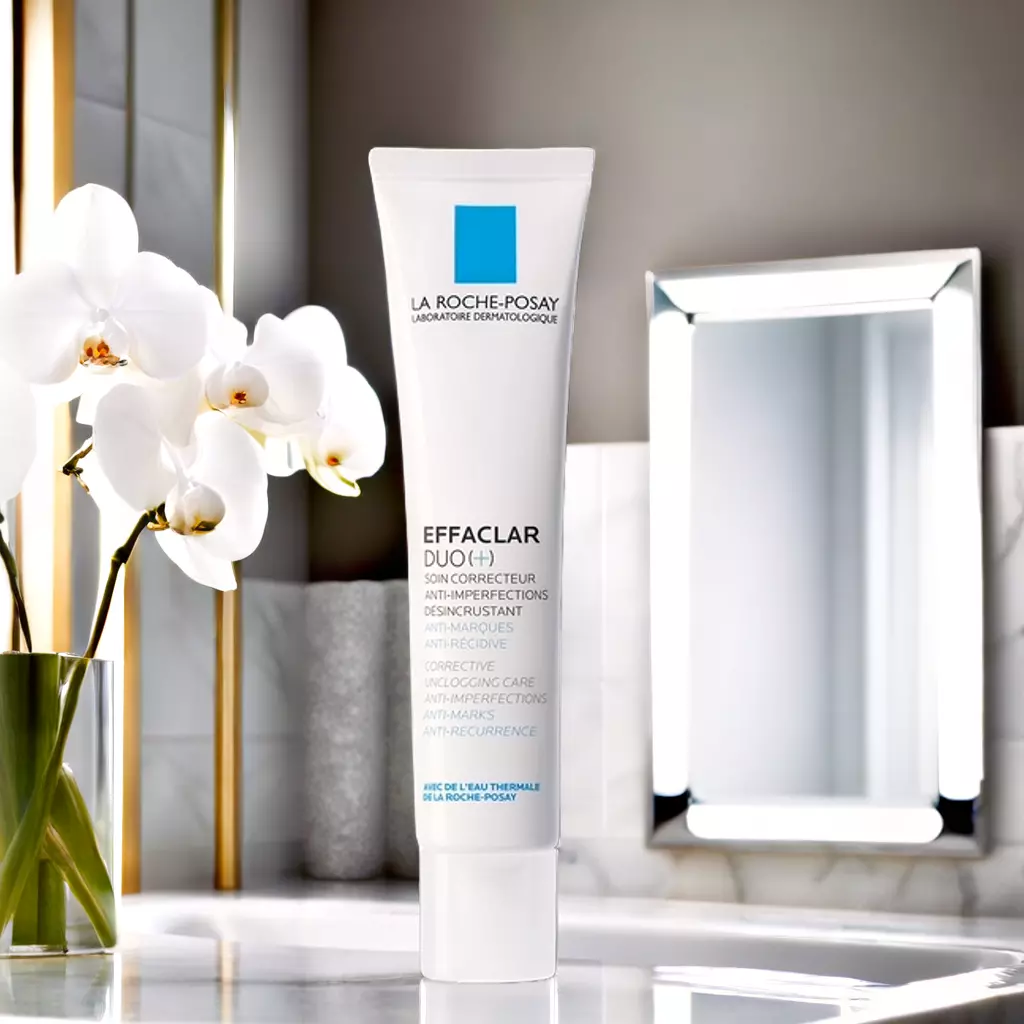 LA ROCHE-POSAY
LABORATOIRE DERMATOLOGIQUE
EFFACLAR
DUO(+)
SOIN CORRECTEUR
ANTI-IMPERFECTIONS
DÉSINCRUSTANT
ANTI-MARQUES
ANTI-RÉCIDIVE
CORRECTIVE
UNCLOGGING CARE
ANTI-IMPERFECTIONS
ANTI-MARKS
ANTI-RECURRENCE
AVEC DE L'EAU THERMALE
DE LA ROCHE-POSAY